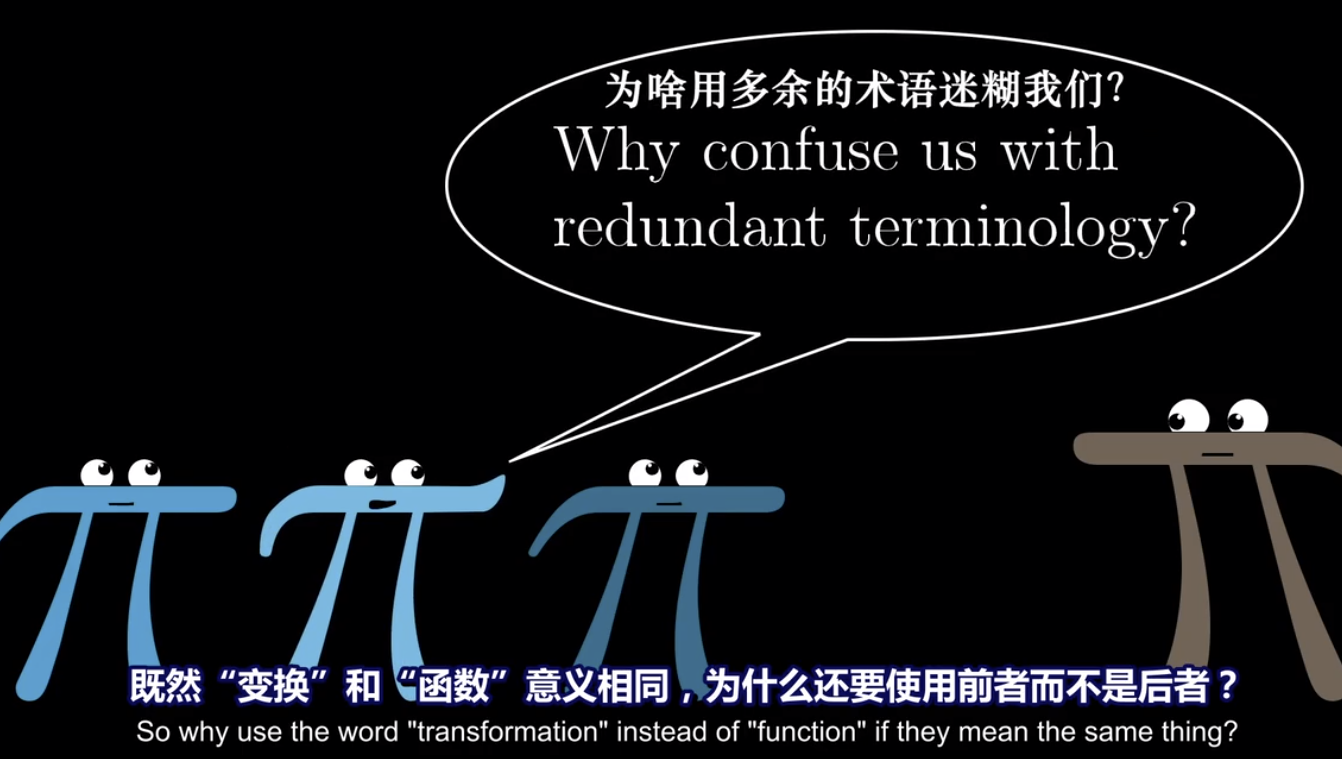 为啥用多余的术语迷糊我们?
Why confuse us with
redundant terminology?
既然“变换”和“函数”意义相同，为什么还要使用前者而不是后者？
So why use the word "transformation" instead of "function" if they mean the same thing?